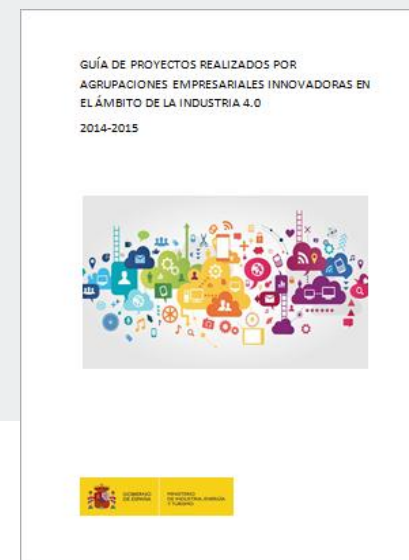 GUÍA DE PROYECTOS REALIZADOS POR
AGRUPACIONES EMPRESARIALES INNOVADORAS EN
EL ÁMBITO DE LA INDUSTRIA 4.0
2014-2015
GOBIERNO
DE ESPAÑA
MINISTERIO
DE INDUSTRIA, ENERGÍA
Y TURISMO